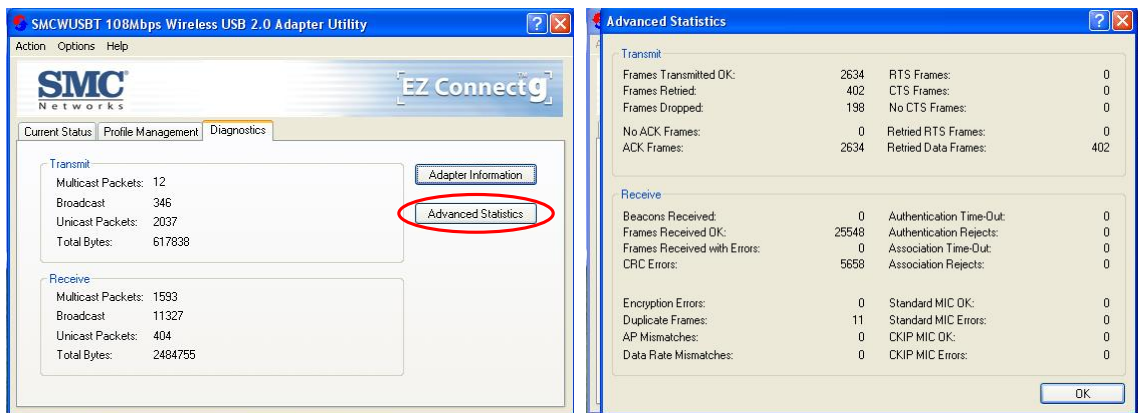 SMCWUSBT 108Mbps Wireless USB 2.0 Adapter Utility
Action Options Help
SMC®
Networks
EZ Connect™ g
Current Status Profile Management Diagnostics
Transmit
Multicast Packets: 12
Broadcast 346
Unicast Packets: 2037
Total Bytes: 617838
Adapter Information
Advanced Statistics
Receive
Multicast Packets: 1593
Broadcast 11327
Unicast Packets: 404
Total Bytes: 2484755
Advanced Statistics
Transmit
Frames Transmitted OK: 2634 RTS Frames: 0
Frames Retried: 402 CTS Frames: 0
Frames Dropped: 198 No CTS Frames: 0
No ACK Frames: 0 Retried RTS Frames: 0
ACK Frames: 2634 Retried Data Frames: 402
Receive
Beacons Received: 0 Authentication Time-Out: 0
Frames Received OK: 25548 Authentication Rejects: 0
Frames Received with Errors: 0 Association Time-Out: 0
CRC Errors: 5658 Association Rejects: 0
Encryption Errors: 0 Standard MIC OK: 0
Duplicate Frames: 11 Standard MIC Errors: 0
AP Mismatches: 0 CKIP MIC OK: 0
Data Rate Mismatches: 0 CKIP MIC Errors: 0
OK